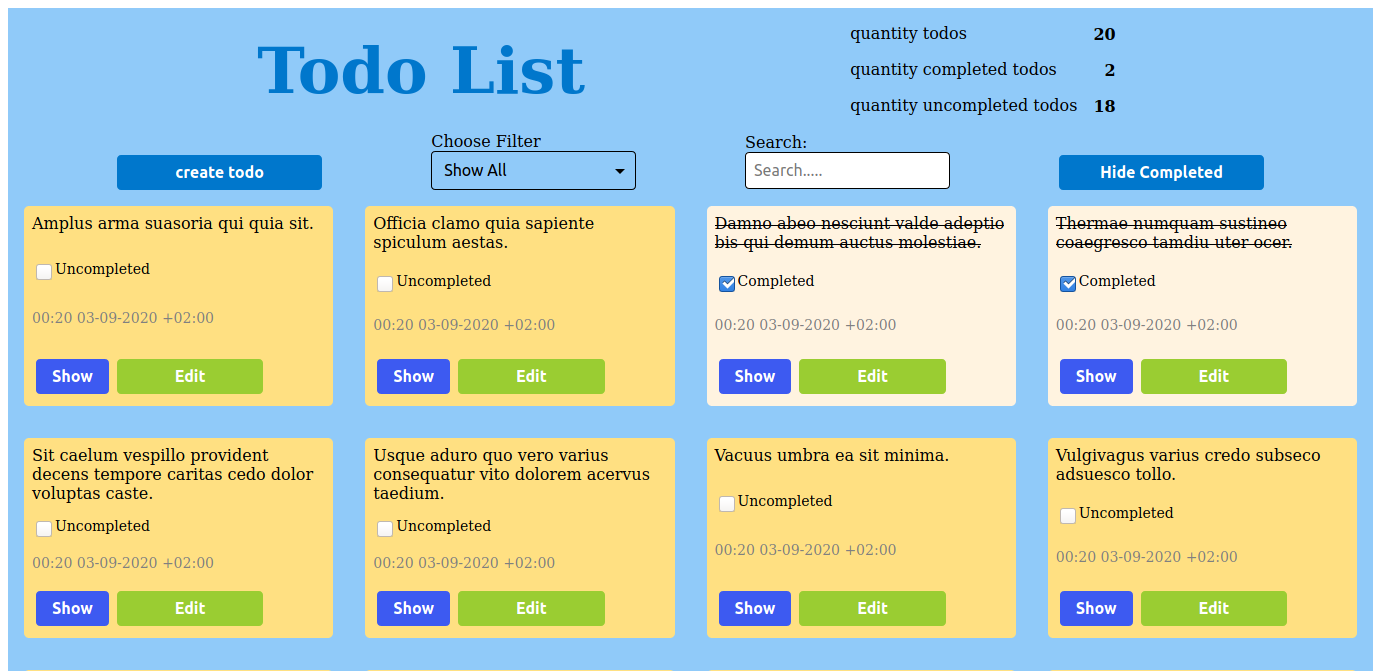 Todo List
quantity todos 20
quantity completed todos 2
quantity uncompleted todos 18
create todo
Choose Filter
Show All
Search:
Search.....
Hide Completed
Amplus arma suasoria qui quia sit.
Uncompleted
00:20 03-09-2020 +02:00
Show Edit
Officia clamo quia sapiente
spiculum aestas.
Uncompleted
00:20 03-09-2020 +02:00
Show Edit
Damno abeo nesciunt valde adeptio
bis qui demum auctus molestiae.
Completed
00:20 03-09-2020 +02:00
Show Edit
Thermae numquam sustineo
coaegresco tamdiu uter ocer.
Completed
00:20 03-09-2020 +02:00
Show Edit
Sit caelum vespillo provident
decens tempore caritas cedo dolor
voluptas caste.
Uncompleted
00:20 03-09-2020 +02:00
Show Edit
Usque aduro quo vero varius
consequatur vito dolorem acervus
taedium.
Uncompleted
00:20 03-09-2020 +02:00
Show Edit
Vacuus umbra ea sit minima.
Uncompleted
00:20 03-09-2020 +02:00
Show Edit
Vulgivagus varius credo subseco
adsuesco tollo.
Uncompleted
00:20 03-09-2020 +02:00
Show Edit